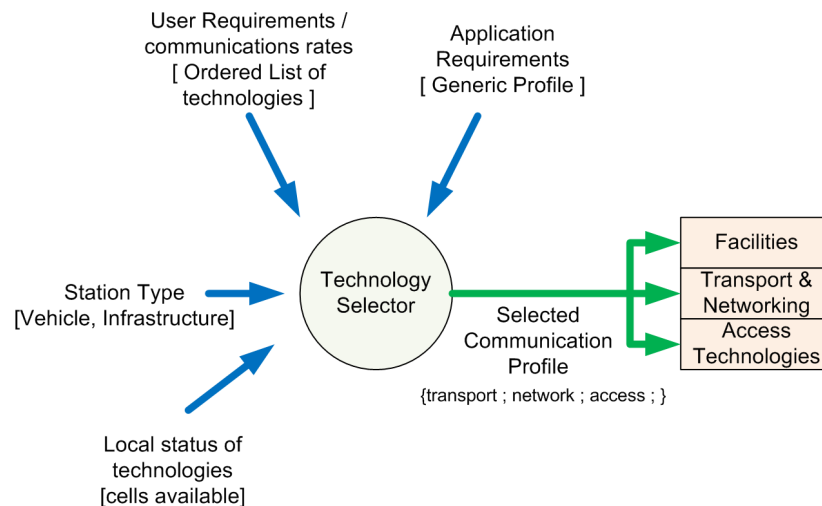 User Requirements /
communications rates
[ Ordered List of
technologies ]
Application
Requirements
[ Generic Profile ]
Station Type
[Vehicle, Infrastructure]
Technology
Selector
Local status of
technologies
[cells available]
Selected
Communication
Profile
{transport ; network ; access ; }
Facilities
Transport &
Networking
Access
Technologies